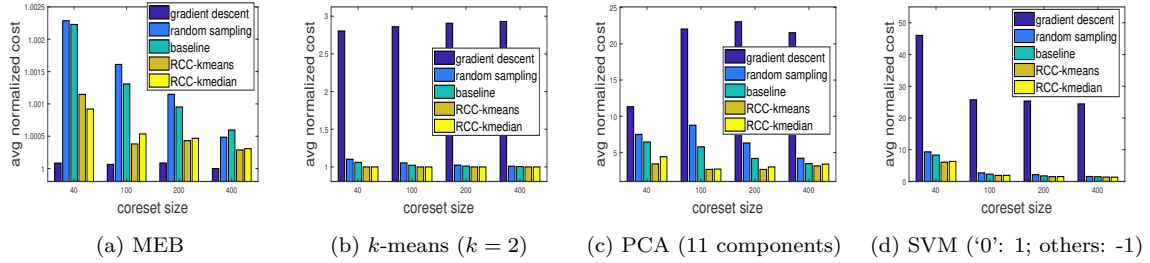 avg normalized cost
1.0025
1.002
1.0015
1.001
1.0005
1
gradient descent
random sampling
baseline
RCC-kmeans
RCC-kmedian
40 100 200 400
coreset size
(a) MEB
avg normalized cost
3
2.5
2
1.5
1
gradient descent
random sampling
baseline
RCC-kmeans
RCC-kmedian
40 100 200 400
coreset size
(b) k-means (k = 2)
avg normalized cost
25
20
15
10
5
gradient descent
random sampling
baseline
RCC-kmeans
RCC-kmedian
40 100 200 400
coreset size
(c) PCA (11 components)
avg normalized cost
50
40
30
20
10
0
gradient descent
random sampling
baseline
RCC-kmeans
RCC-kmedian
40 100 200 400
coreset size
(d) SVM (‘0’: 1; others: -1)